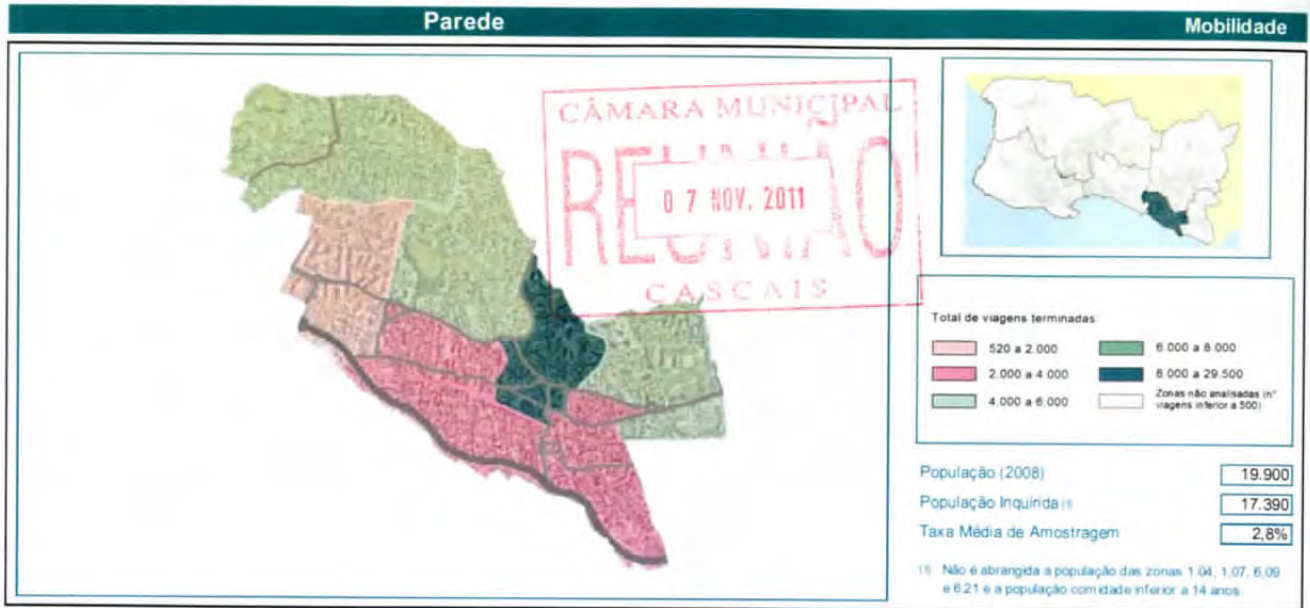 Parede
Mobilidade
CÂMARA MUNICIPAL
REUNIÃO
07 NOV. 2011
CASCAIS
Total de viagens terminadas
520 a 2.000
6.000 a 8.000
2.000 a 4.000
8.000 a 29.500
4.000 a 6.000
Zonas não analisadas (nº
viagens inferior a 500)
População (2008)
19.900
População Inquirida (1)
17.390
Taxa Média de Amostragem
2,8%
(1) Não é abrangida a população das zonas 1.04, 1.07, 6.09
e 6.21 e a população com idade inferior a 14 anos.